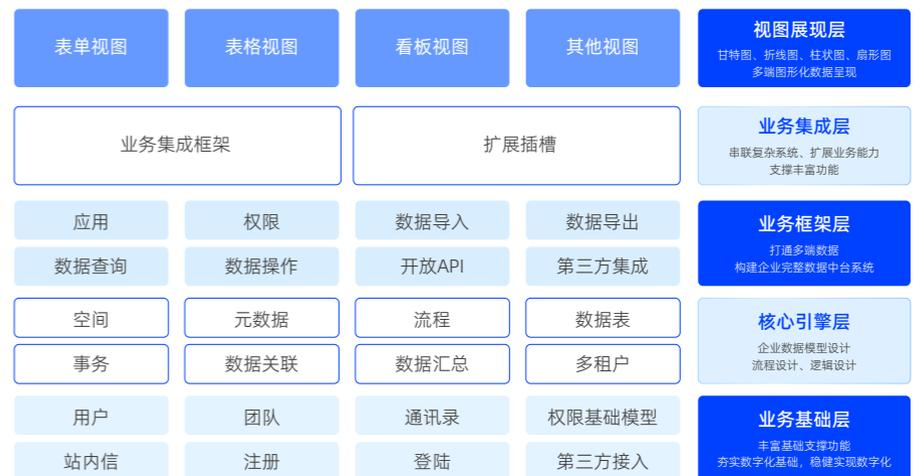 表单视图
表格视图
看板视图
其他视图
视图展现层
甘特图、折线图、柱状图、扇形图
多端图形化数据呈现
业务集成框架
扩展插槽
业务集成层
串联复杂系统、扩展业务能力
支撑丰富功能
应用
权限
数据导入
数据导出
数据查询
数据操作
开放API
第三方集成
业务框架层
打通多端数据
构建企业完整数据中台系统
空间
元数据
流程
数据表
事务
数据关联
数据汇总
多租户
核心引擎层
企业数据模型设计
流程设计、逻辑设计
用户
团队
通讯录
权限基础模型
站内信
注册
登陆
第三方接入
业务基础层
丰富基础支撑功能
夯实数字化基础，稳健实现数字化